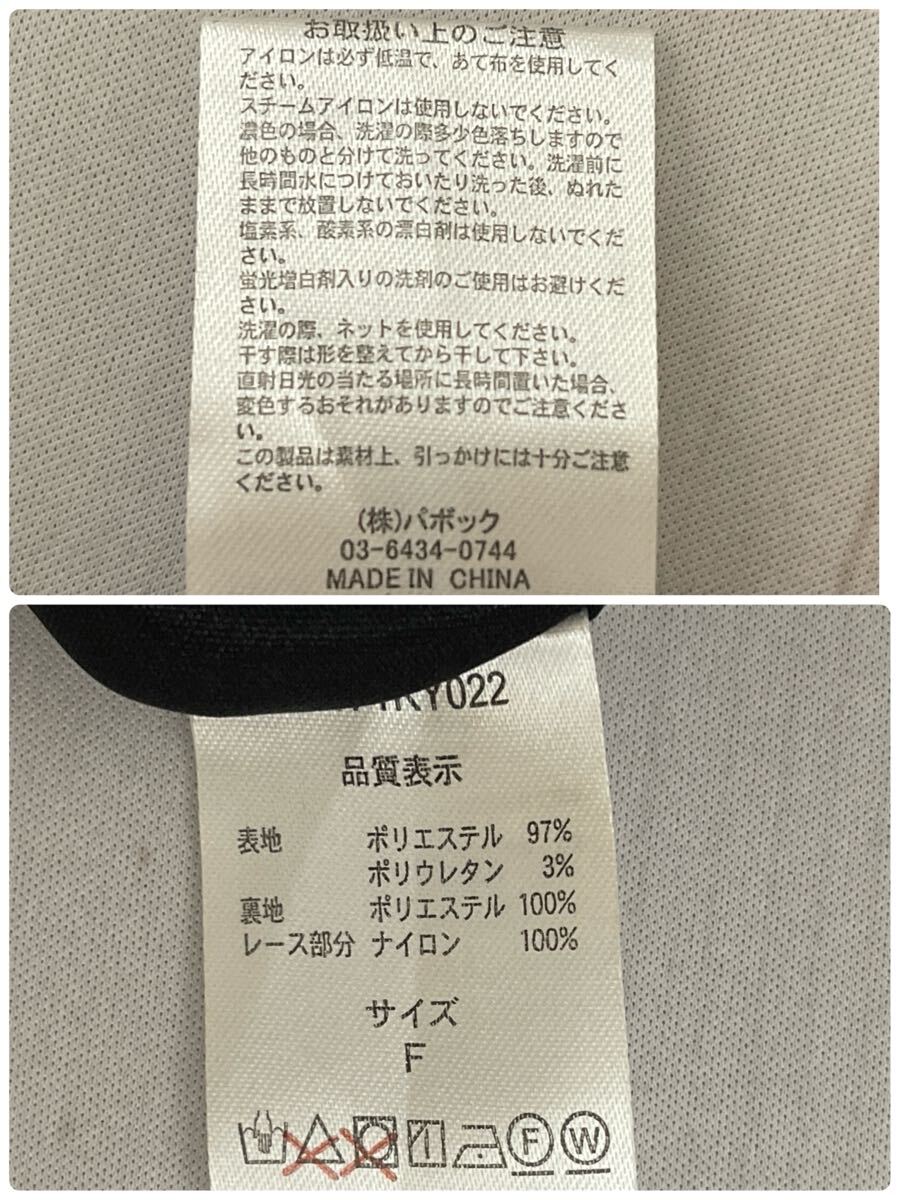 お取扱い上のご注意
アイロンは必ず低温で、あて布を使用してく
ださい。
スチームアイロンは使用しないでください。
濃色の場合、洗濯の際多少色落ちしますので
他のものと分けて洗ってください。洗濯前に
長時間水につけておいたり洗った後、ぬれた
ままで放置しないでください。
塩素系、酸素系の漂白剤は使用しないでくだ
さい。
蛍光増白剤入りの洗剤のご使用はお避けくだ
さい。
洗濯の際、ネットを使用してください。
干す際は形を整えてから干して下さい。
直射日光の当たる場所に長時間置いた場合、
変色するおそれがありますのでご注意くださ
い。
この製品は素材上、引っかけには十分ご注意
ください。
(株)パボック
03-6434-0744
MADE IN CHINA
KY022
品質表示
表地 ポリエステル 97%
ポリウレタン 3%
裏地 ポリエステル 100%
レース部分 ナイロン 100%
サイズ
F
F W